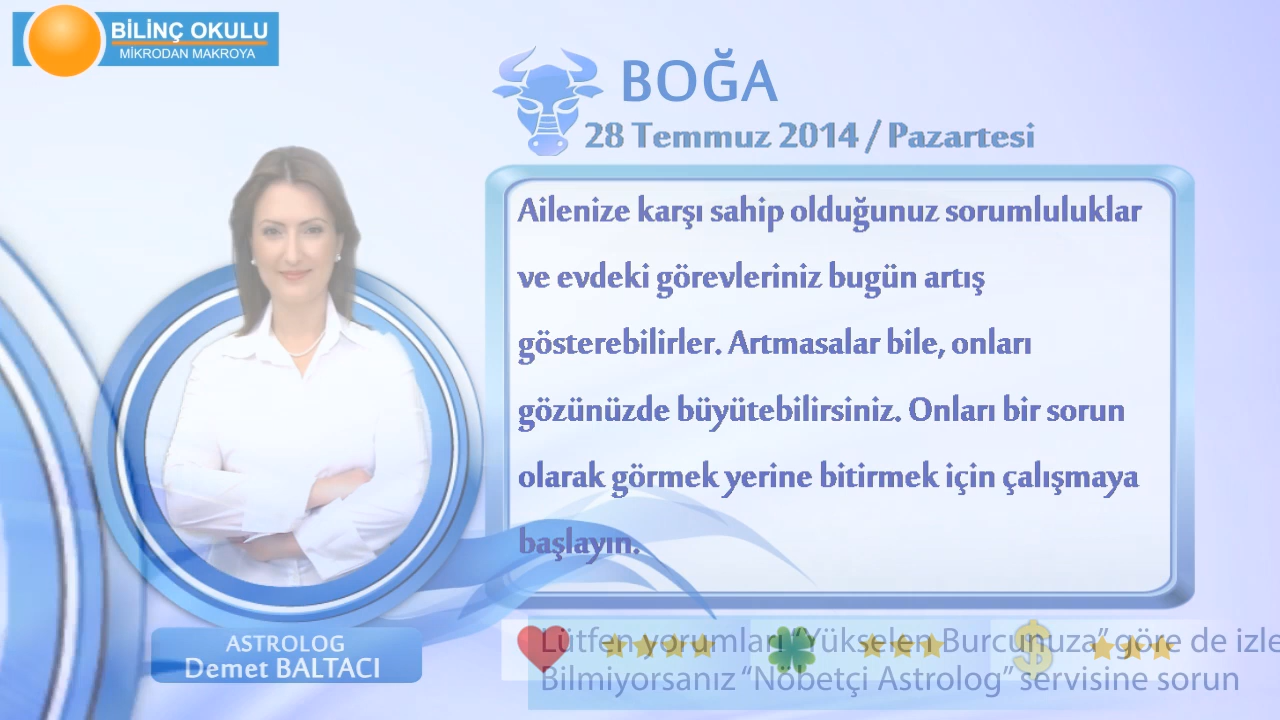 BİLİNÇ OKULU
MİKRODAN MAKROYA
BOĞA
28 Temmuz 2014 / Pazartesi
Ailenize karşı sahip olduğunuz sorumluluklar
ve evdeki görevleriniz bugün artış
gösterebilirler. Artmasalar bile, onları
gözünüzde büyütebilirsiniz. Onları bir sorun
olarak görmek yerine bitirmek için çalışmaya
başlayın.
ASTROLOG
Demet BALTACI
Lütfen yorumları "Yükselen Burcunuza" göre de izle
Bilmiyorsanız "Nöbetçi Astrolog" servisine sorun